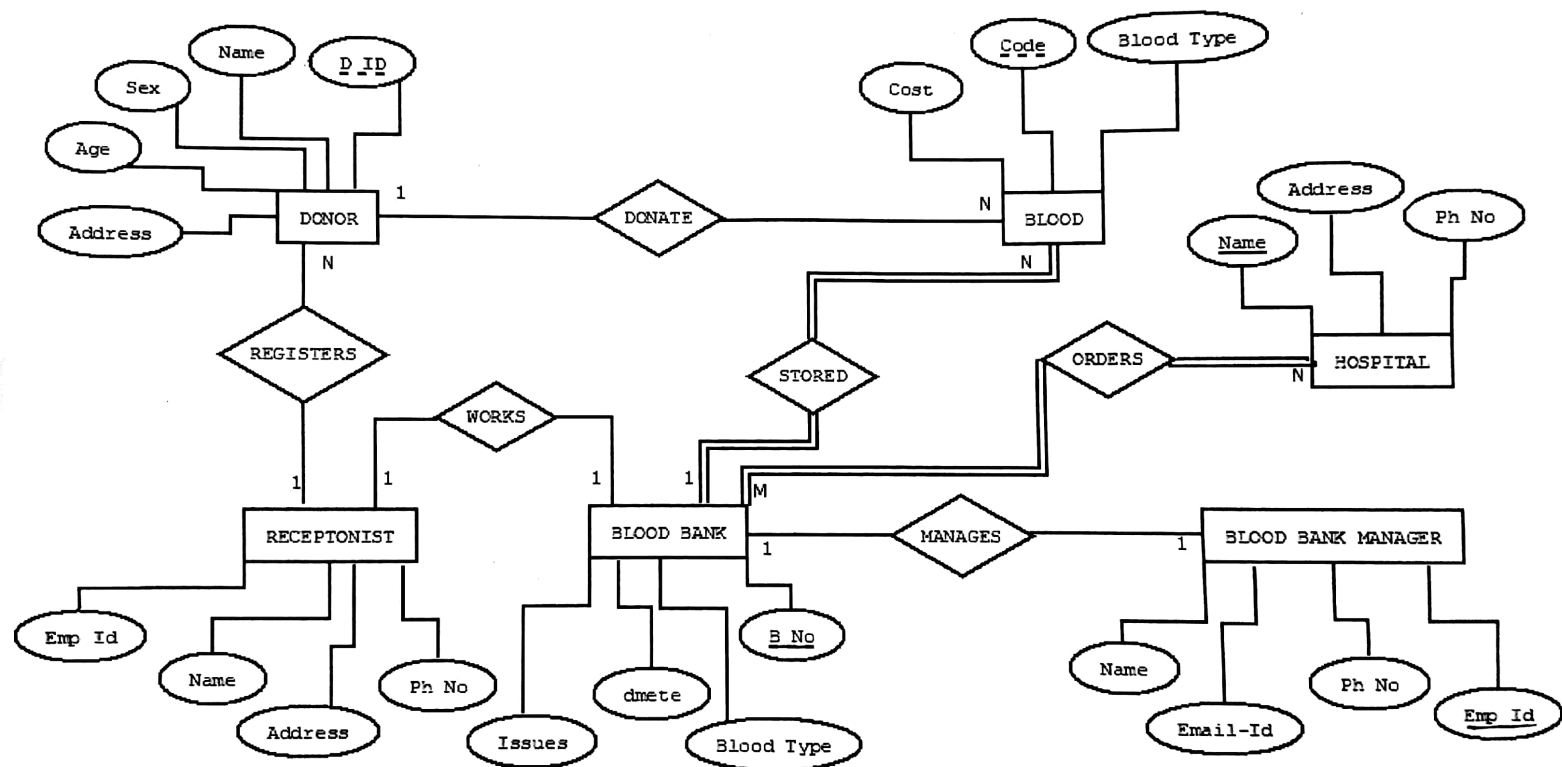 Name
D ID
Sex
Age
Address
DONOR
1
DONATE
N
Code
Blood Type
Cost
BLOOD
N
N
Address
Ph No
Name
HOSPITAL
N
ORDERS
REGISTERS
STORED
WORKS
1
1
1
1
M
RECEPTONIST
BLOOD BANK
1
MANAGES
1
BLOOD BANK MANAGER
Emp Id
Name
Address
Ph No
Issues
dmete
Blood Type
B No
Name
Email-Id
Ph No
Emp Id